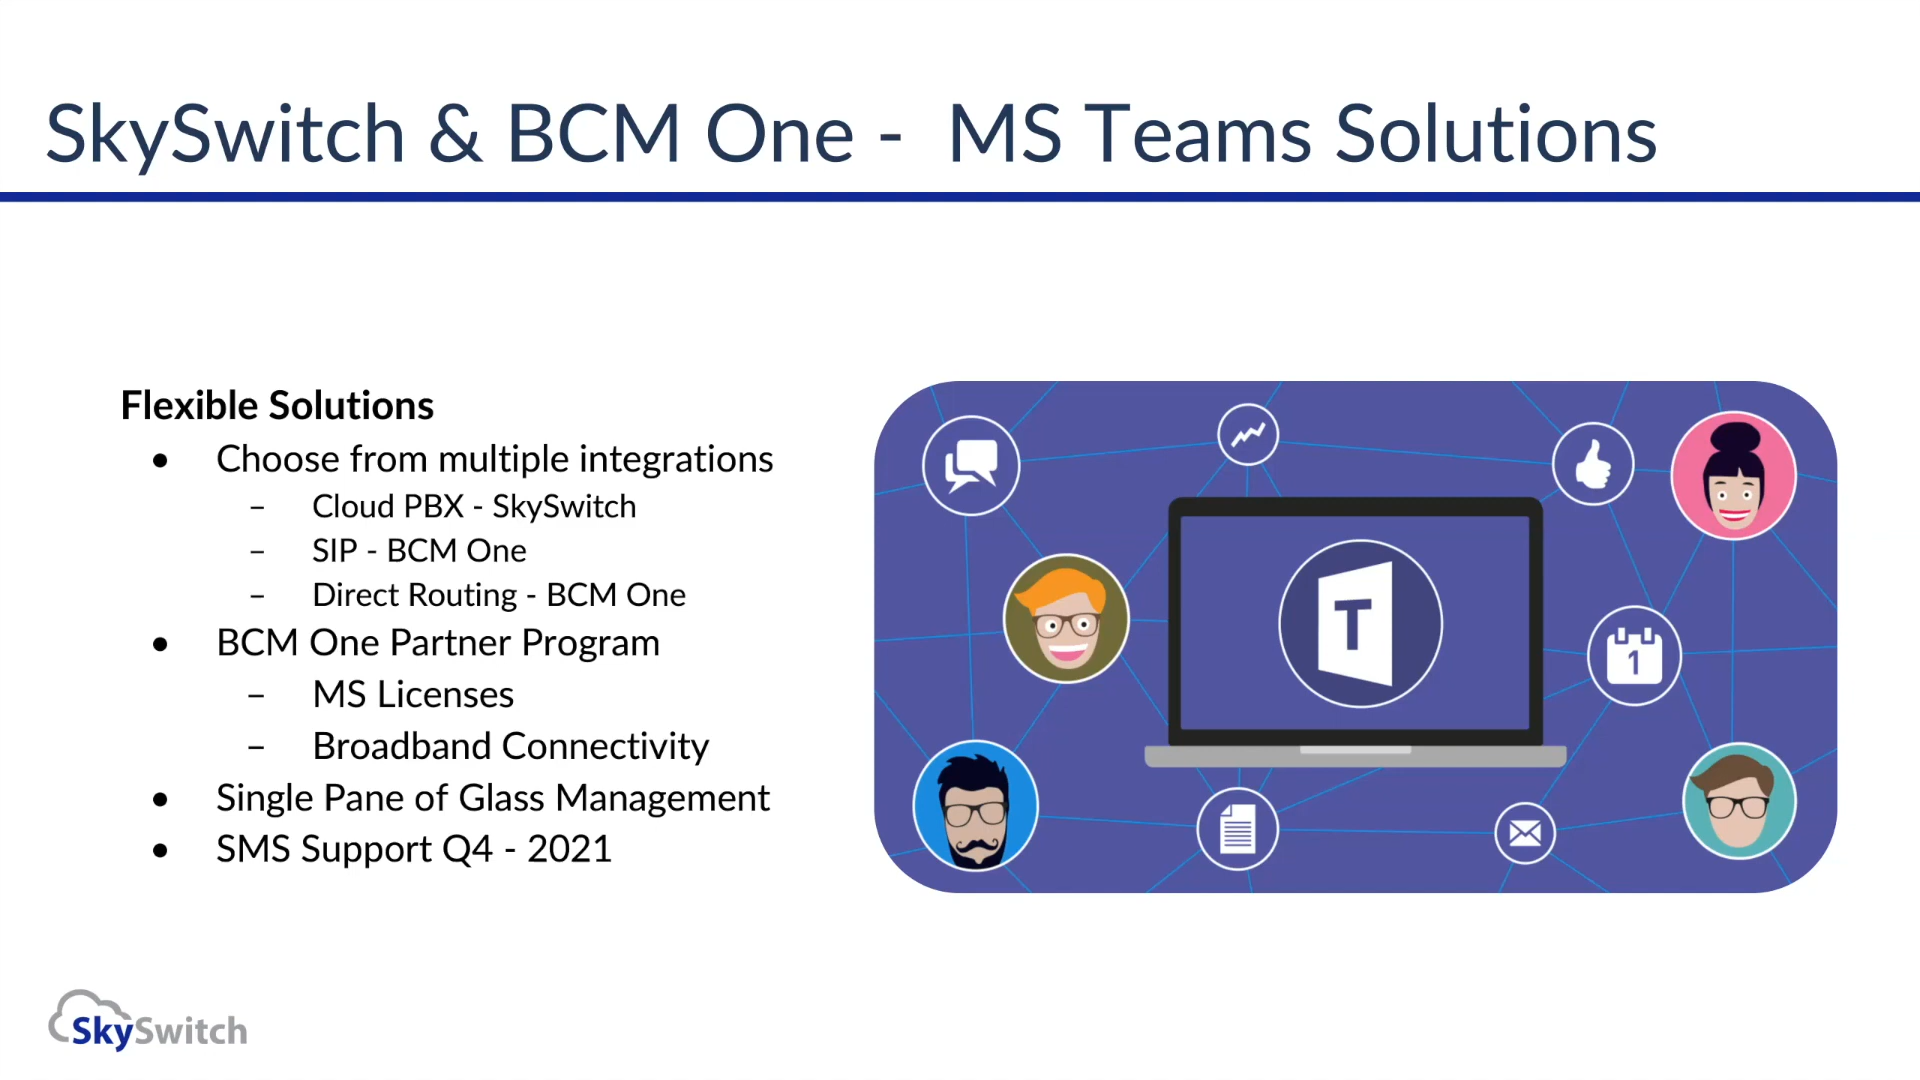 SkySwitch & BCM One -  MS Teams Solutions
Flexible Solutions
• Choose from multiple integrations
– Cloud PBX - SkySwitch
– SIP - BCM One
– Direct Routing - BCM One
• BCM One Partner Program
– MS Licenses
– Broadband Connectivity
• Single Pane of Glass Management
• SMS Support Q4 - 2021
T
1
SkySwitch